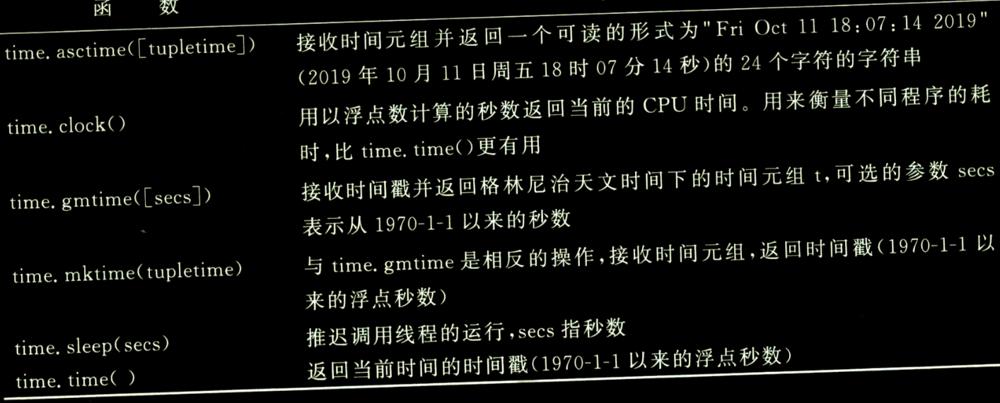 函 数
time. asctime([tupletime]) 接收时间元组并返回一个可读的形式为"Fri Oct 11 18:07:14 2019"
(2019 年 10 月 11 日周五 18 时 07 分 14 秒)的 24 个字符的字符串
time. clock() 用以浮点数计算的秒数返回当前的 CPU 时间。用来衡量不同程序的耗
时,比 time. time()更有用
time. gmtime([secs]) 接收时间戳并返回格林尼治天文时间下的时间元组 t,可选的参数 secs
表示从 1970-1-1 以来的秒数
time. mktime(tupletime) 与 time. gmtime 是相反的操作,接收时间元组,返回时间戳(1970-1-1 以
来的浮点秒数)
time. sleep(secs) 推迟调用线程的运行,secs 指秒数
time. time( ) 返回当前时间的时间戳(1970-1-1 以来的浮点秒数)